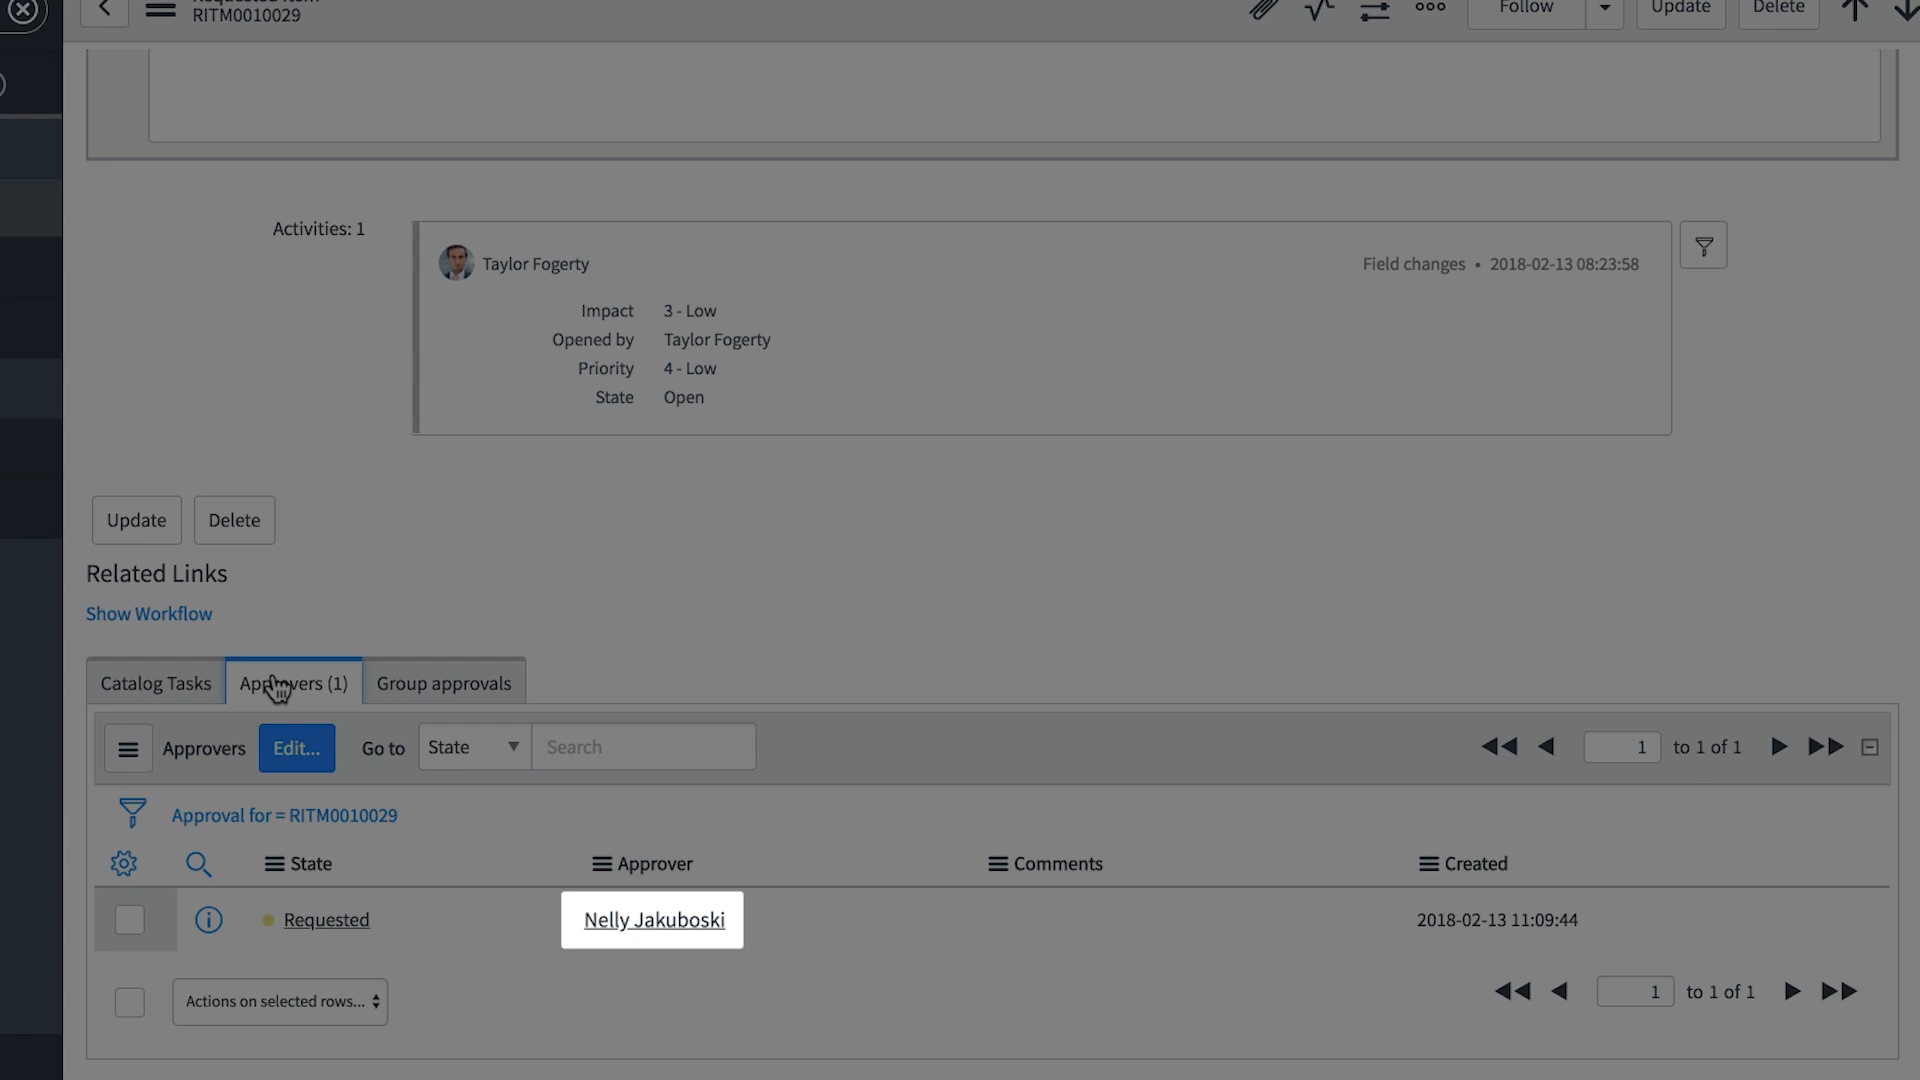 RITM0010029
Follow
Update
Delete
Activities: 1
Taylor Fogerty
Field changes • 2018-02-13 08:23:58
Impact 3 - Low
Opened by Taylor Fogerty
Priority 4 - Low
State Open
Update Delete
Related Links
Show Workflow
Catalog Tasks Approvers (1) Group approvals
Approvers Edit... Go to State Search 1 to 1 of 1
Approval for = RITM0010029
State Approver Comments Created
Requested Nelly Jakuboski 2018-02-13 11:09:44
Actions on selected rows... 1 to 1 of 1